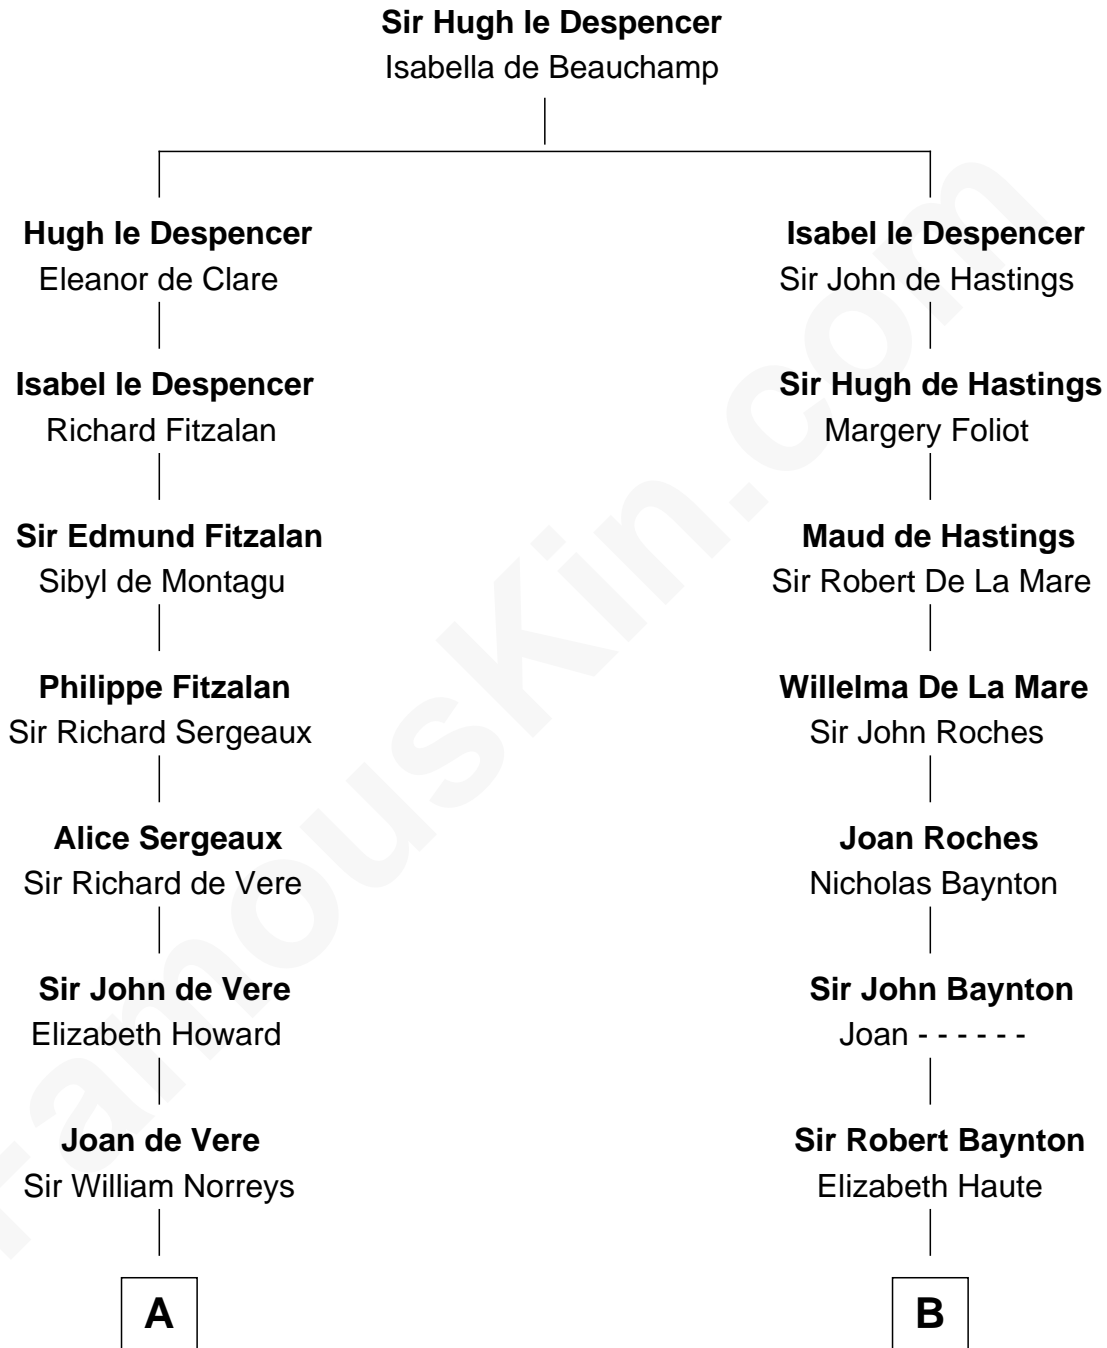 Sir Hugh le Despencer
Isabella de Beauchamp
Hugh le Despencer
Eleanor de Clare
Isabel le Despencer
Richard Fitzalan
Sir Edmund Fitzalan
Sibyl de Montagu
Philippe Fitzalan
Sir Richard Sergeaux
Alice Sergeaux
Sir Richard de Vere
Sir John de Vere
Elizabeth Howard
Joan de Vere
Sir William Norreys
A
Isabel le Despencer
Sir John de Hastings
Sir Hugh de Hastings
Margery Foliot
Maud de Hastings
Sir Robert De La Mare
Willelma De La Mare
Sir John Roches
Joan Roches
Nicholas Baynton
Sir John Baynton
Joan - - - - - -
Sir Robert Baynton
Elizabeth Haute
B
FamousKin.com